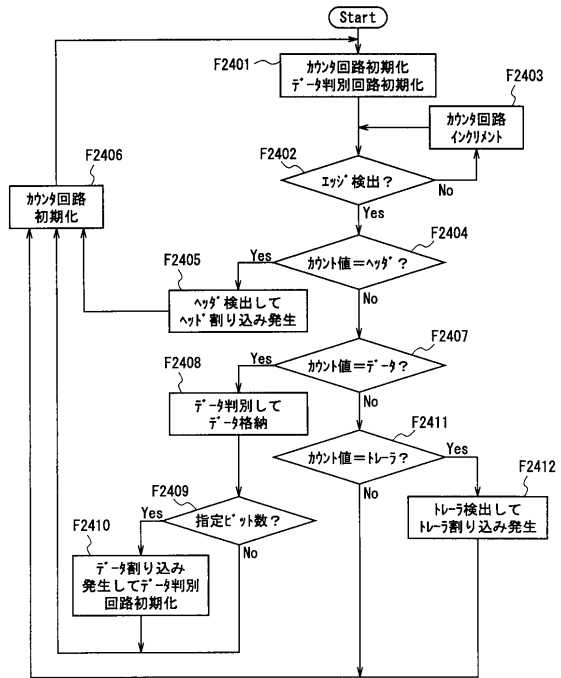 Start
F2401
カウンタ回路初期化
データ判別回路初期化
F2403
カウンタ回路
インクリメント
F2402
エッジ検出?
No
Yes
F2406
カウンタ回路
初期化
F2404
カウント値=ヘッダ?
Yes
No
F2405
ヘッダ検出して
ヘッド割り込み発生
F2407
カウント値=データ?
Yes
No
F2408
データ判別して
データ格納
F2411
カウント値=トレーラ?
Yes
No
F2412
トレーラ検出して
トレーラ割り込み発生
F2409
指定ビット数?
Yes
No
F2410
データ割り込み
発生してデータ判別
回路初期化